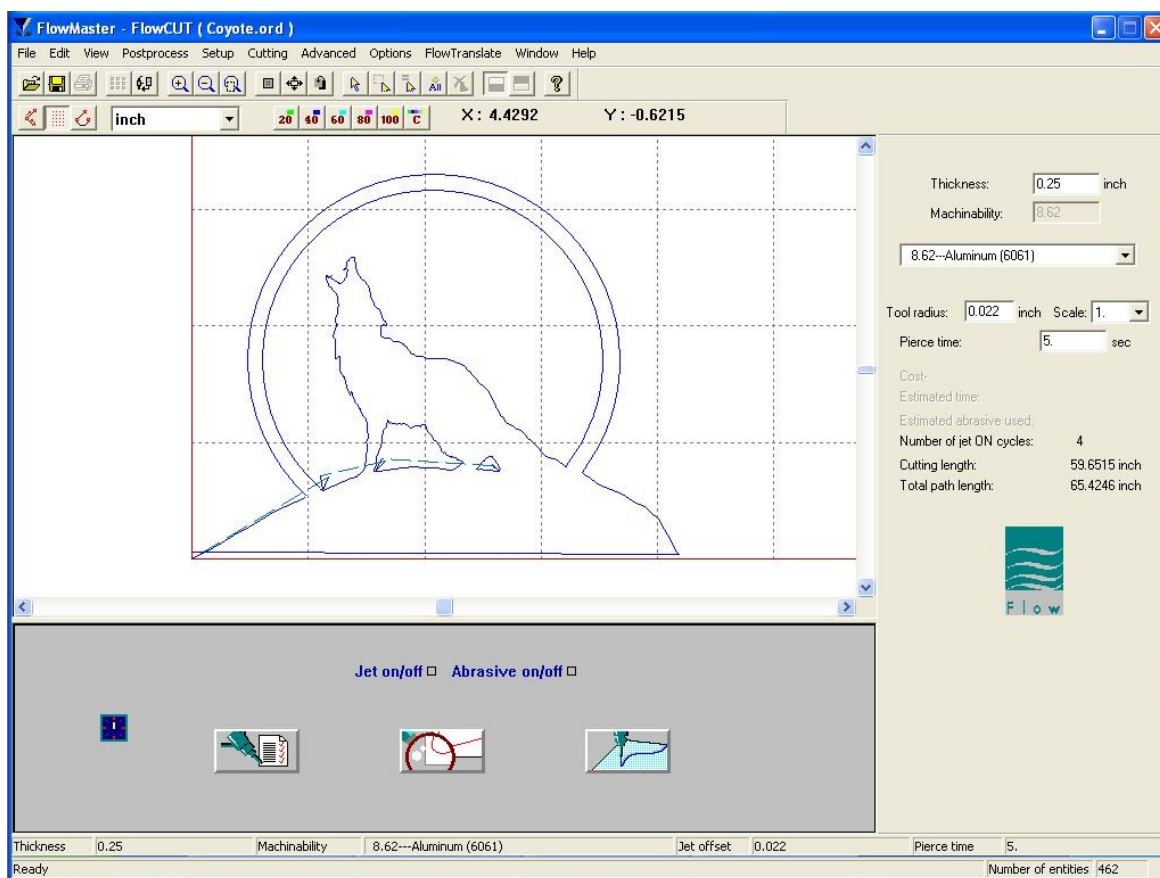 FlowMaster - FlowCUT ( Coyote.ord )
File Edit View Postprocess Setup Cutting Advanced Options FlowTranslate Window Help
All
inch 20 40 60 80 100 C X: 4.4292 Y: -0.6215
Thickness: 0.25 inch
Machinability: 8.62
8.62---Aluminum (6061)
Tool radius: 0.022 inch Scale: 1.
Pierce time: 5. sec
Cost-
Estimated time:
Estimated abrasive used:
Number of jet ON cycles: 4
Cutting length: 59.6515 inch
Total path length: 65.4246 inch
Flow
Jet on/off Abrasive on/off
Thickness 0.25 Machinability 8.62---Aluminum (6061) Jet offset 0.022 Pierce time 5.
Ready Number of entities 462